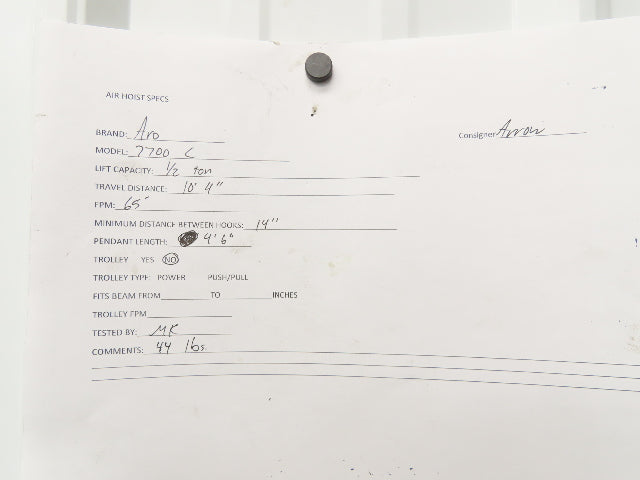 AIR HOIST SPECS
BRAND: Aro
Consigner Arrow
MODEL: 7700 C
LIFT CAPACITY: 1/2 ton
TRAVEL DISTANCE: 10' 4"
FPM: 65'
MINIMUM DISTANCE BETWEEN HOOKS: 14"
PENDANT LENGTH: 4' 6"
TROLLEY YES NO
TROLLEY TYPE: POWER PUSH/PULL
FITS BEAM FROM TO INCHES
TROLLEY FPM
TESTED BY: MK
COMMENTS: 44 lbs.